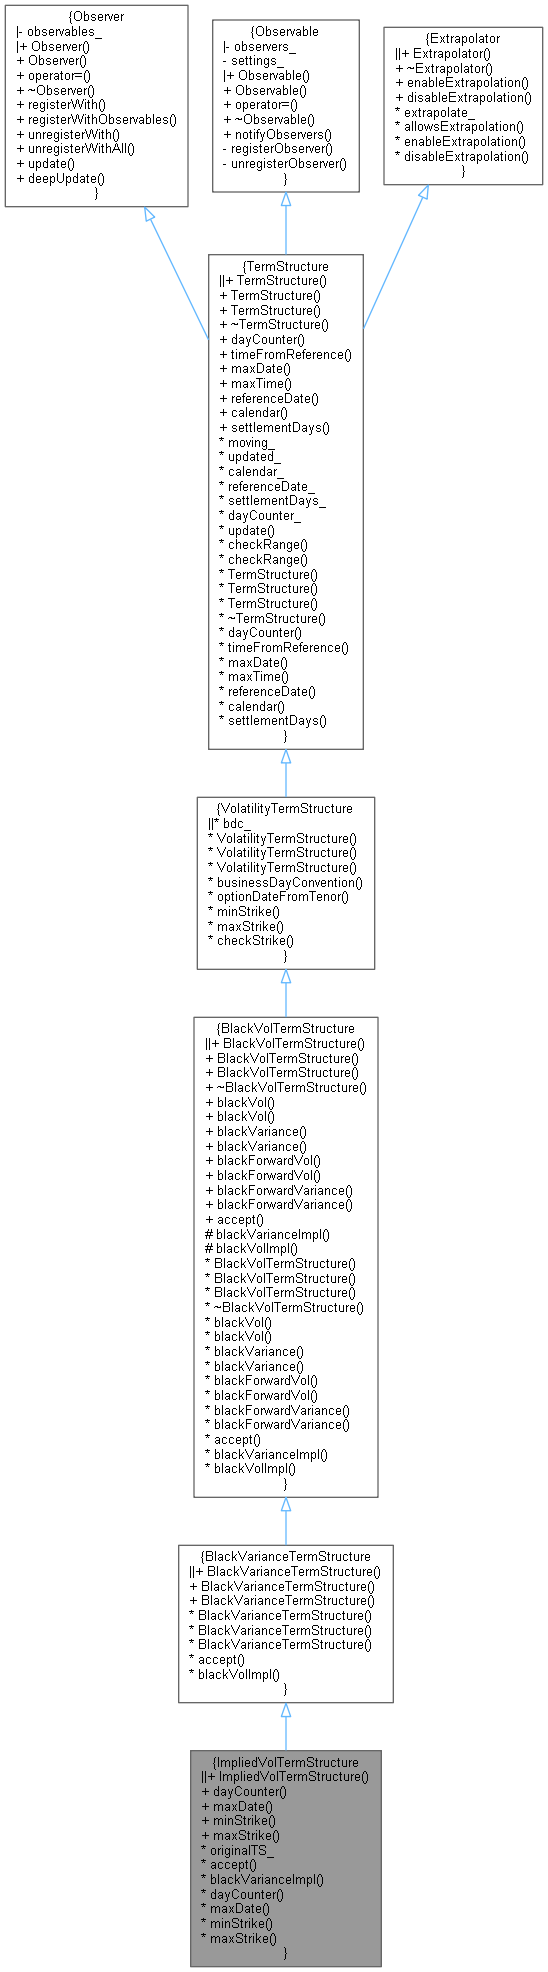 {Observer
|- observables_
|+ Observer()
+ Observer()
+ operator=()
+ ~Observer()
+ registerWith()
+ registerWithObservables()
+ unregisterWith()
+ unregisterWithAll()
+ update()
+ deepUpdate()
}
{Observable
|- observers_
- settings_
|+ Observable()
+ Observable()
+ operator=()
+ ~Observable()
+ notifyObservers()
- registerObserver()
- unregisterObserver()
}
{Extrapolator
||+ Extrapolator()
+ ~Extrapolator()
+ enableExtrapolation()
+ disableExtrapolation()
* extrapolate_
* allowsExtrapolation()
* enableExtrapolation()
* disableExtrapolation()
}
{TermStructure
||+ TermStructure()
+ TermStructure()
+ TermStructure()
+ ~TermStructure()
+ dayCounter()
+ timeFromReference()
+ maxDate()
+ maxTime()
+ referenceDate()
+ calendar()
+ settlementDays()
* moving_
* updated_
* calendar_
* referenceDate_
* settlementDays_
* dayCounter_
* update()
* checkRange()
* checkRange()
* TermStructure()
* TermStructure()
* TermStructure()
* ~TermStructure()
* dayCounter()
* timeFromReference()
* maxDate()
* maxTime()
* referenceDate()
* calendar()
* settlementDays()
}
{VolatilityTermStructure
||* bdc_
* VolatilityTermStructure()
* VolatilityTermStructure()
* VolatilityTermStructure()
* businessDayConvention()
* optionDateFromTenor()
* minStrike()
* maxStrike()
* checkStrike()
}
{BlackVolTermStructure
||+ BlackVolTermStructure()
+ BlackVolTermStructure()
+ BlackVolTermStructure()
+ ~BlackVolTermStructure()
+ blackVol()
+ blackVol()
+ blackVariance()
+ blackVariance()
+ blackForwardVol()
+ blackForwardVol()
+ blackForwardVariance()
+ blackForwardVariance()
+ accept()
# blackVarianceImpl()
# blackVolImpl()
* BlackVolTermStructure()
* BlackVolTermStructure()
* BlackVolTermStructure()
* ~BlackVolTermStructure()
* blackVol()
* blackVol()
* blackVariance()
* blackVariance()
* blackForwardVol()
* blackForwardVol()
* blackForwardVariance()
* blackForwardVariance()
* accept()
* blackVarianceImpl()
* blackVolImpl()
}
{BlackVarianceTermStructure
||+ BlackVarianceTermStructure()
+ BlackVarianceTermStructure()
+ BlackVarianceTermStructure()
* BlackVarianceTermStructure()
* BlackVarianceTermStructure()
* BlackVarianceTermStructure()
* accept()
* blackVolImpl()
}
{ImpliedVolTermStructure
||+ ImpliedVolTermStructure()
+ dayCounter()
+ maxDate()
+ minStrike()
+ maxStrike()
* originalTS_
* accept()
* blackVarianceImpl()
* dayCounter()
* maxDate()
* minStrike()
* maxStrike()
}